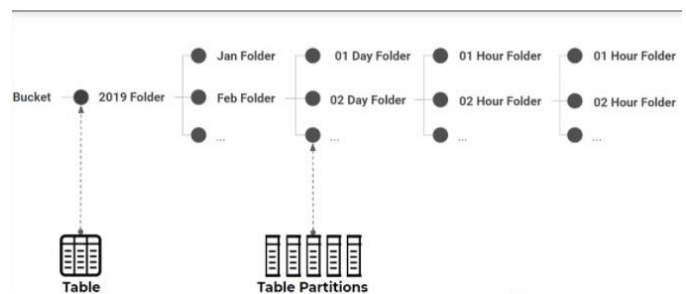 Jan Folder 01 Day Folder 01 Hour Folder 01 Hour Folder
Bucket 2019 Folder Feb Folder 02 Day Folder 02 Hour Folder 02 Hour Folder
... ... ... ...
Table Table Partitions